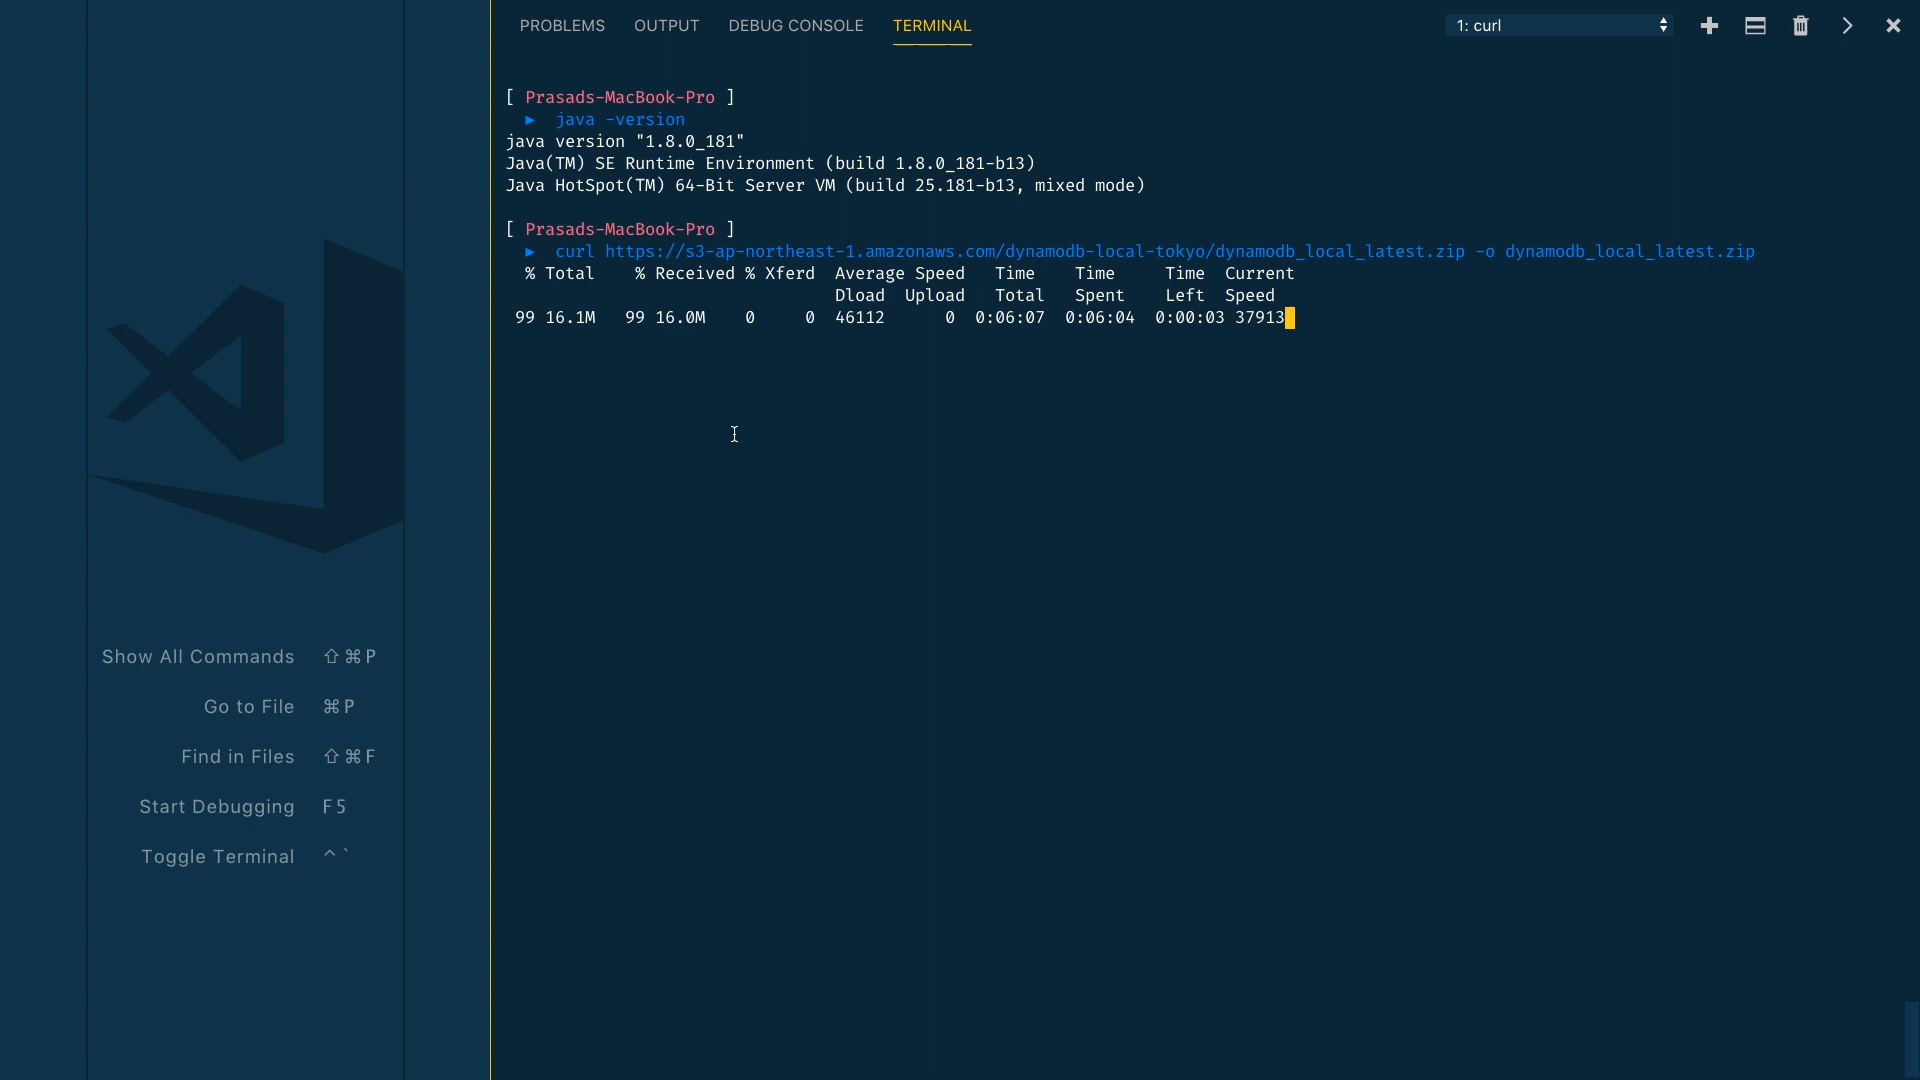 PROBLEMS OUTPUT DEBUG CONSOLE TERMINAL 1: curl
[ Prasads-MacBook-Pro ]
► java -version
java version "1.8.0_181"
Java(TM) SE Runtime Environment (build 1.8.0_181-b13)
Java HotSpot(TM) 64-Bit Server VM (build 25.181-b13, mixed mode)
[ Prasads-MacBook-Pro ]
► curl https://s3-ap-northeast-1.amazonaws.com/dynamodb-local-tokyo/dynamodb_local_latest.zip -o dynamodb_local_latest.zip
% Total % Received % Xferd Average Speed Time Time Time Current
Dload Upload Total Spent Left Speed
99 16.1M 99 16.0M 0 0 46112 0 0:06:07 0:06:04 0:00:03 37913
Show All Commands ⇧⌘P
Go to File ⌘P
Find in Files ⇧⌘F
Start Debugging F5
Toggle Terminal ^`